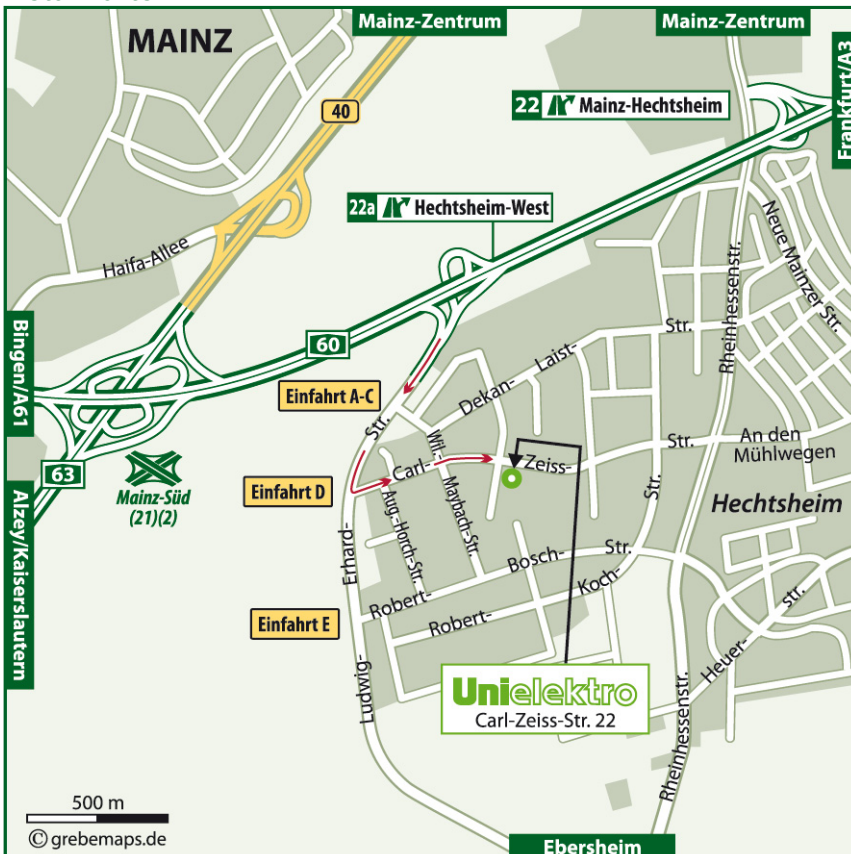 Mainz-Zentrum
Mainz-Zentrum
MAINZ
Frankfurt/A3
22 Mainz-Hechtsheim
40
22a Hechtsheim-West
Haifa-Allee
Neue Mainzer Str.
Rheinhessenstr.
Bingen/A61
60
Dekan- Laist- Str.
Einfahrt A-C
63
Mainz-Süd
(21)(2)
Alzey/Kaiserslautern
Einfahrt D
Carl- Zeiss- Str.
An den
Mühlwegen
Wil.- Maybach-Str.
Aug.-Horch-Str.
Hechtsheim
Ludwig- Erhard- Str.
Robert- Bosch- Str.
Einfahrt E
Robert- Koch- Str.
Heuer- str.
Unielektro
Carl-Zeiss-Str. 22
Rheinhessenstr.
500 m
© grebemaps.de
Ebersheim